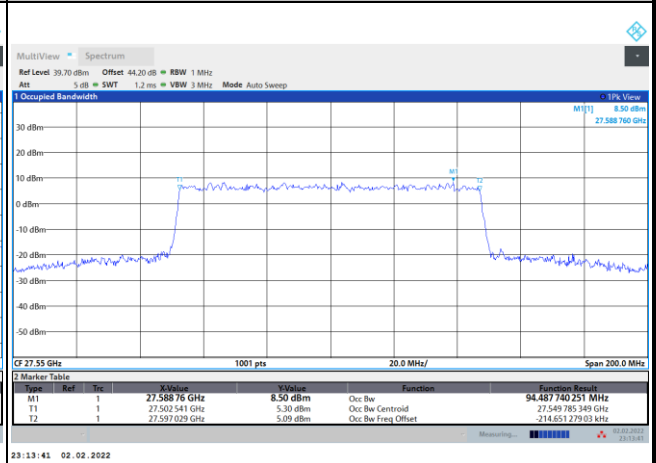 MultiView Spectrum
Ref Level 39.70 dBm Offset 44.20 dB RBW 1 MHz
Att 5 dB SWT 1.2 ms VBW 3 MHz Mode Auto Sweep
1 Occupied Bandwidth 1Pk View
M1[1] 8.50 dBm
27.588 760 GHz
30 dBm
20 dBm
M1
T1 T2
10 dBm
0 dBm
-10 dBm
-20 dBm
-30 dBm
-40 dBm
-50 dBm
CF 27.55 GHz 1001 pts 20.0 MHz/ Span 200.0 MHz
2 Marker Table
Type Ref Trc X-Value Y-Value Function Function Result
M1 1 27.588 76 GHz 8.50 dBm Occ Bw 94.487 740 251 MHz
T1 1 27.502 541 GHz 5.30 dBm Occ Bw Centroid 27.549 785 349 GHz
T2 1 27.597 029 GHz 5.09 dBm Occ Bw Freq Offset -214.651 279 03 kHz
Measuring... 02.02.2022
23:13:41
23:13:41 02.02.2022